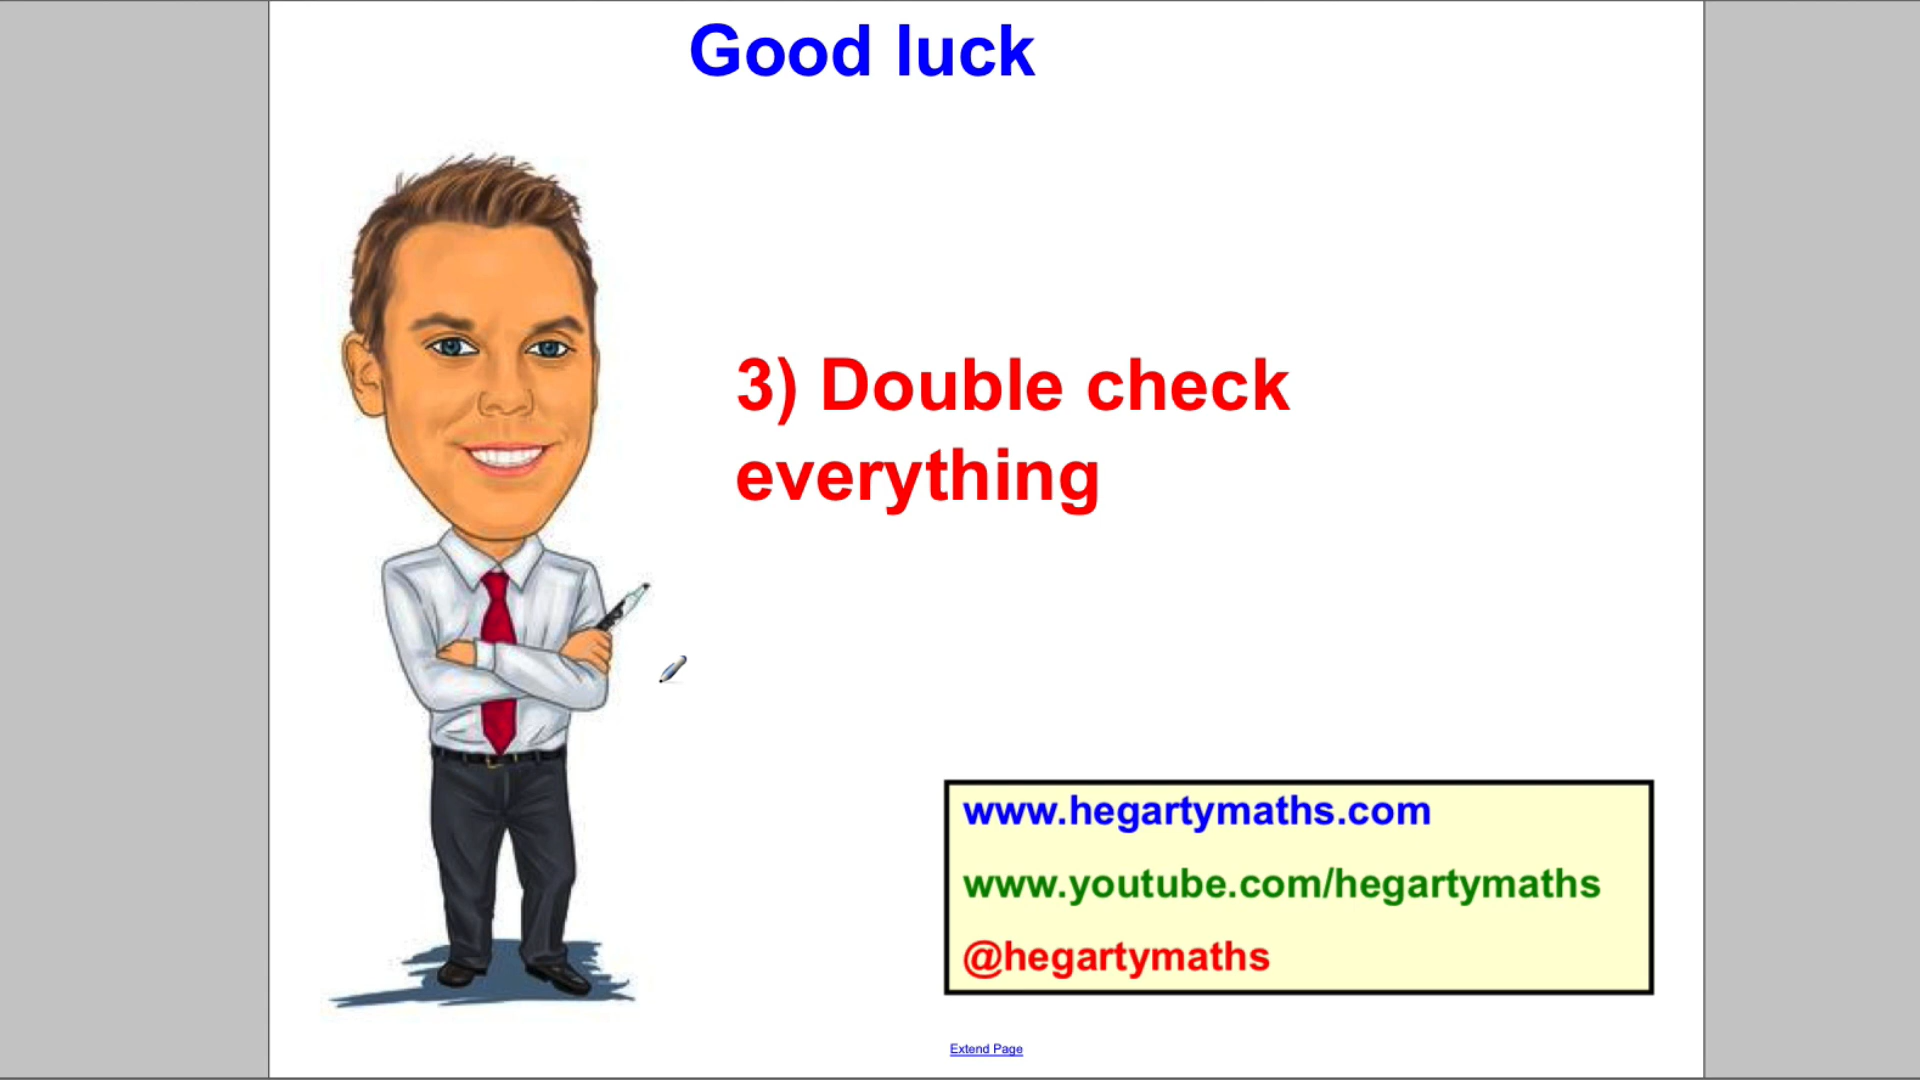 Good luck
3) Double check
everything
www.hegartymaths.com
www.youtube.com/hegartymaths
@hegartymaths
Extend Page